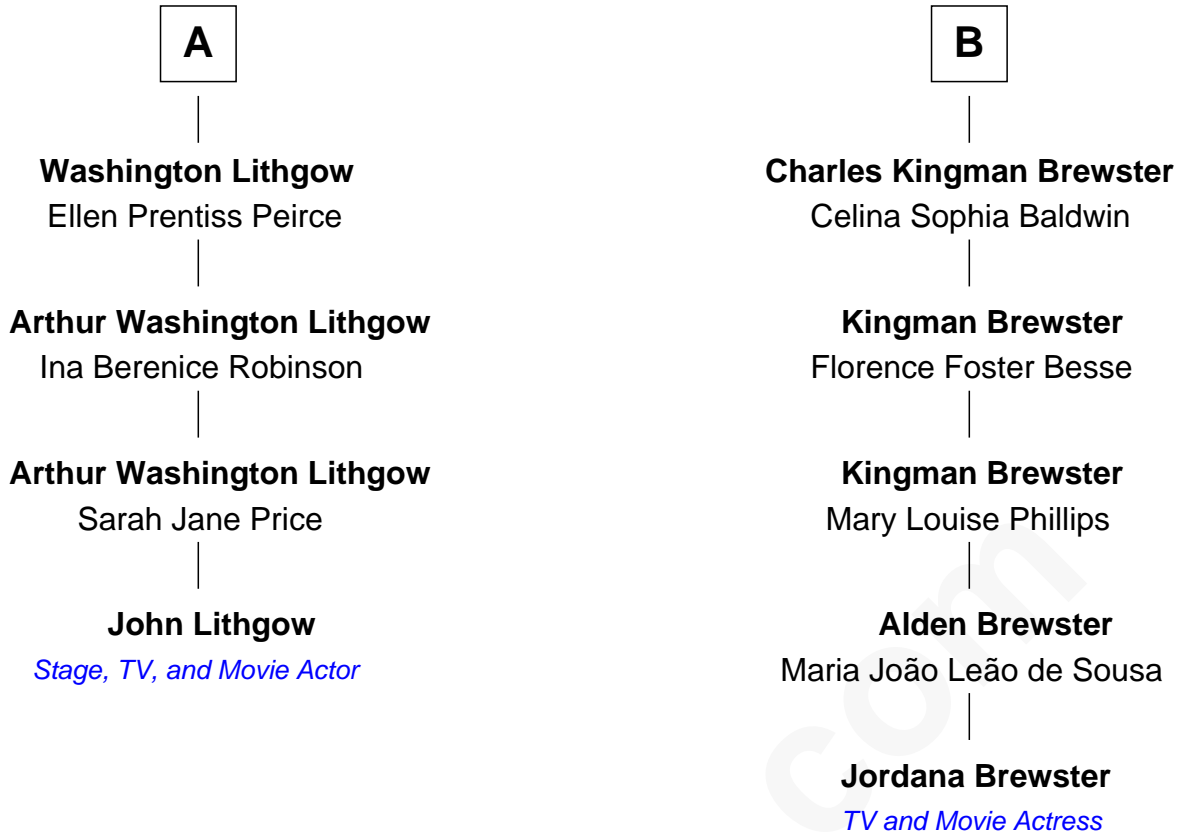 A
Washington Lithgow
Ellen Prentiss Peirce
Arthur Washington Lithgow
Ina Berenice Robinson
Arthur Washington Lithgow
Sarah Jane Price
John Lithgow
Stage, TV, and Movie Actor
B
Charles Kingman Brewster
Celina Sophia Baldwin
Kingman Brewster
Florence Foster Besse
Kingman Brewster
Mary Louise Phillips
Alden Brewster
Maria João Leão de Sousa
Jordana Brewster
TV and Movie Actress
com